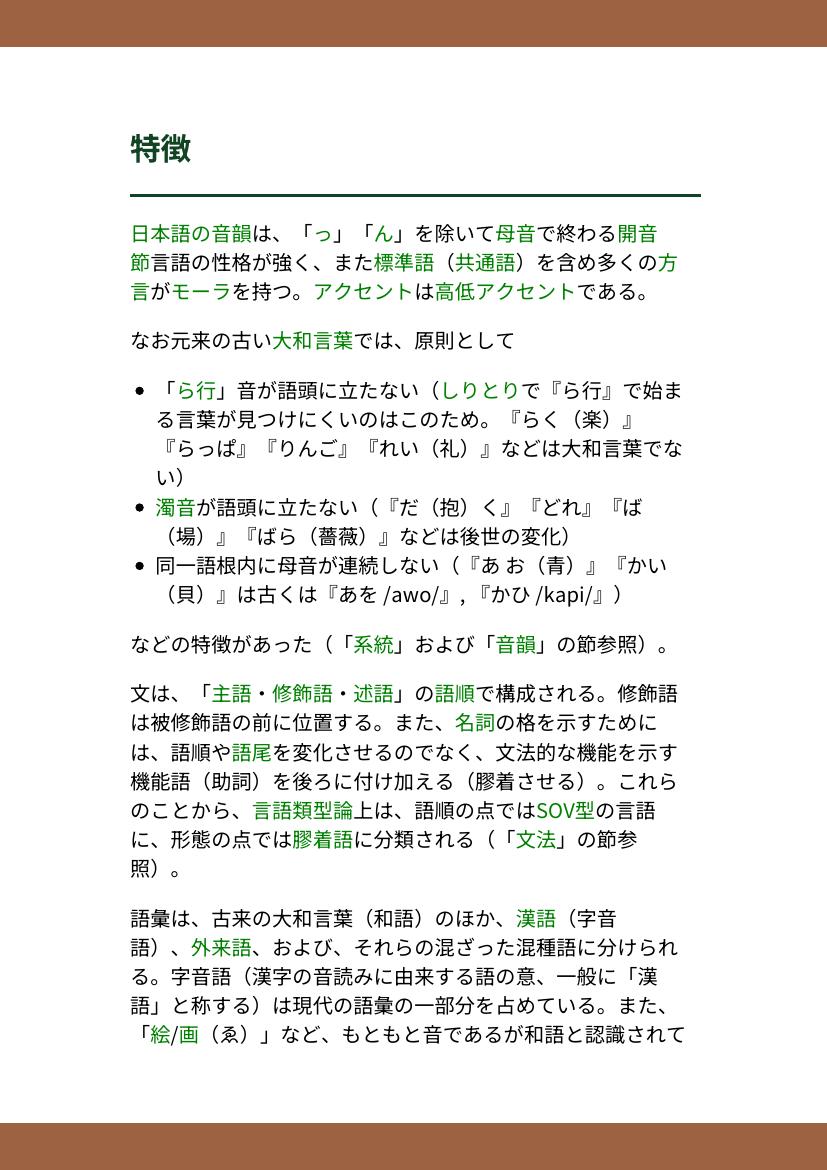 特徴
日本語の音韻は、「っ」「ん」を除いて母音で終わる開音
節言語の性格が強く、また標準語（共通語）を含め多くの方
言がモーラを持つ。アクセントは高低アクセントである。
なお元来の古い大和言葉では、原則として
• 「ら行」音が語頭に立たない（しりとりで『ら行』で始ま
る言葉が見つけにくいのはこのため。『らく（楽）』
『らっぱ』『りんご』『れい（礼）』などは大和言葉でな
い）
• 濁音が語頭に立たない（『だ（抱）く』『どれ』『ば
（場）』『ばら（薔薇）』などは後世の変化）
• 同一語根内に母音が連続しない（『あ お（青）』『かい
（貝）』は古くは『あを /awo/』, 『かひ /kapi/』）
などの特徴があった（「系統」および「音韻」の節参照）。
文は、「主語・修飾語・述語」の語順で構成される。修飾語
は被修飾語の前に位置する。また、名詞の格を示すために
は、語順や語尾を変化させるのでなく、文法的な機能を示す
機能語（助詞）を後ろに付け加える（膠着させる）。これら
のことから、言語類型論上は、語順の点ではSOV型の言語
に、形態の点では膠着語に分類される（「文法」の節参
照）。
語彙は、古来の大和言葉（和語）のほか、漢語（字音
語）、外来語、および、それらの混ざった混種語に分けられ
る。字音語（漢字の音読みに由来する語の意、一般に「漢
語」と称する）は現代の語彙の一部分を占めている。また、
「絵/画（ゑ）」など、もともと音であるが和語と認識されて